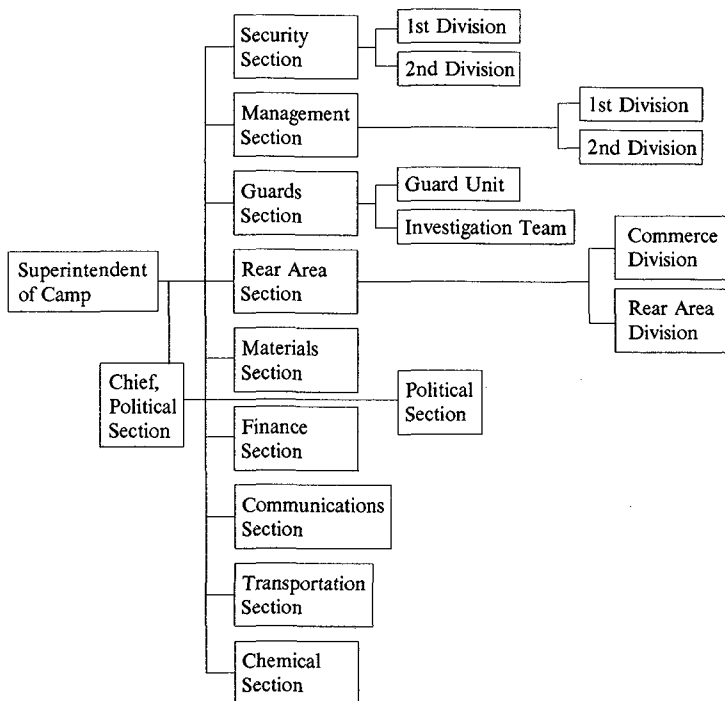 Security
Section
1st Division
2nd Division
Management
Section
1st Division
2nd Division
Guards
Section
Guard Unit
Investigation Team
Superintendent
of Camp
Rear Area
Section
Commerce
Division
Rear Area
Division
Materials
Section
Chief,
Political
Section
Political
Section
Finance
Section
Communications
Section
Transportation
Section
Chemical
Section